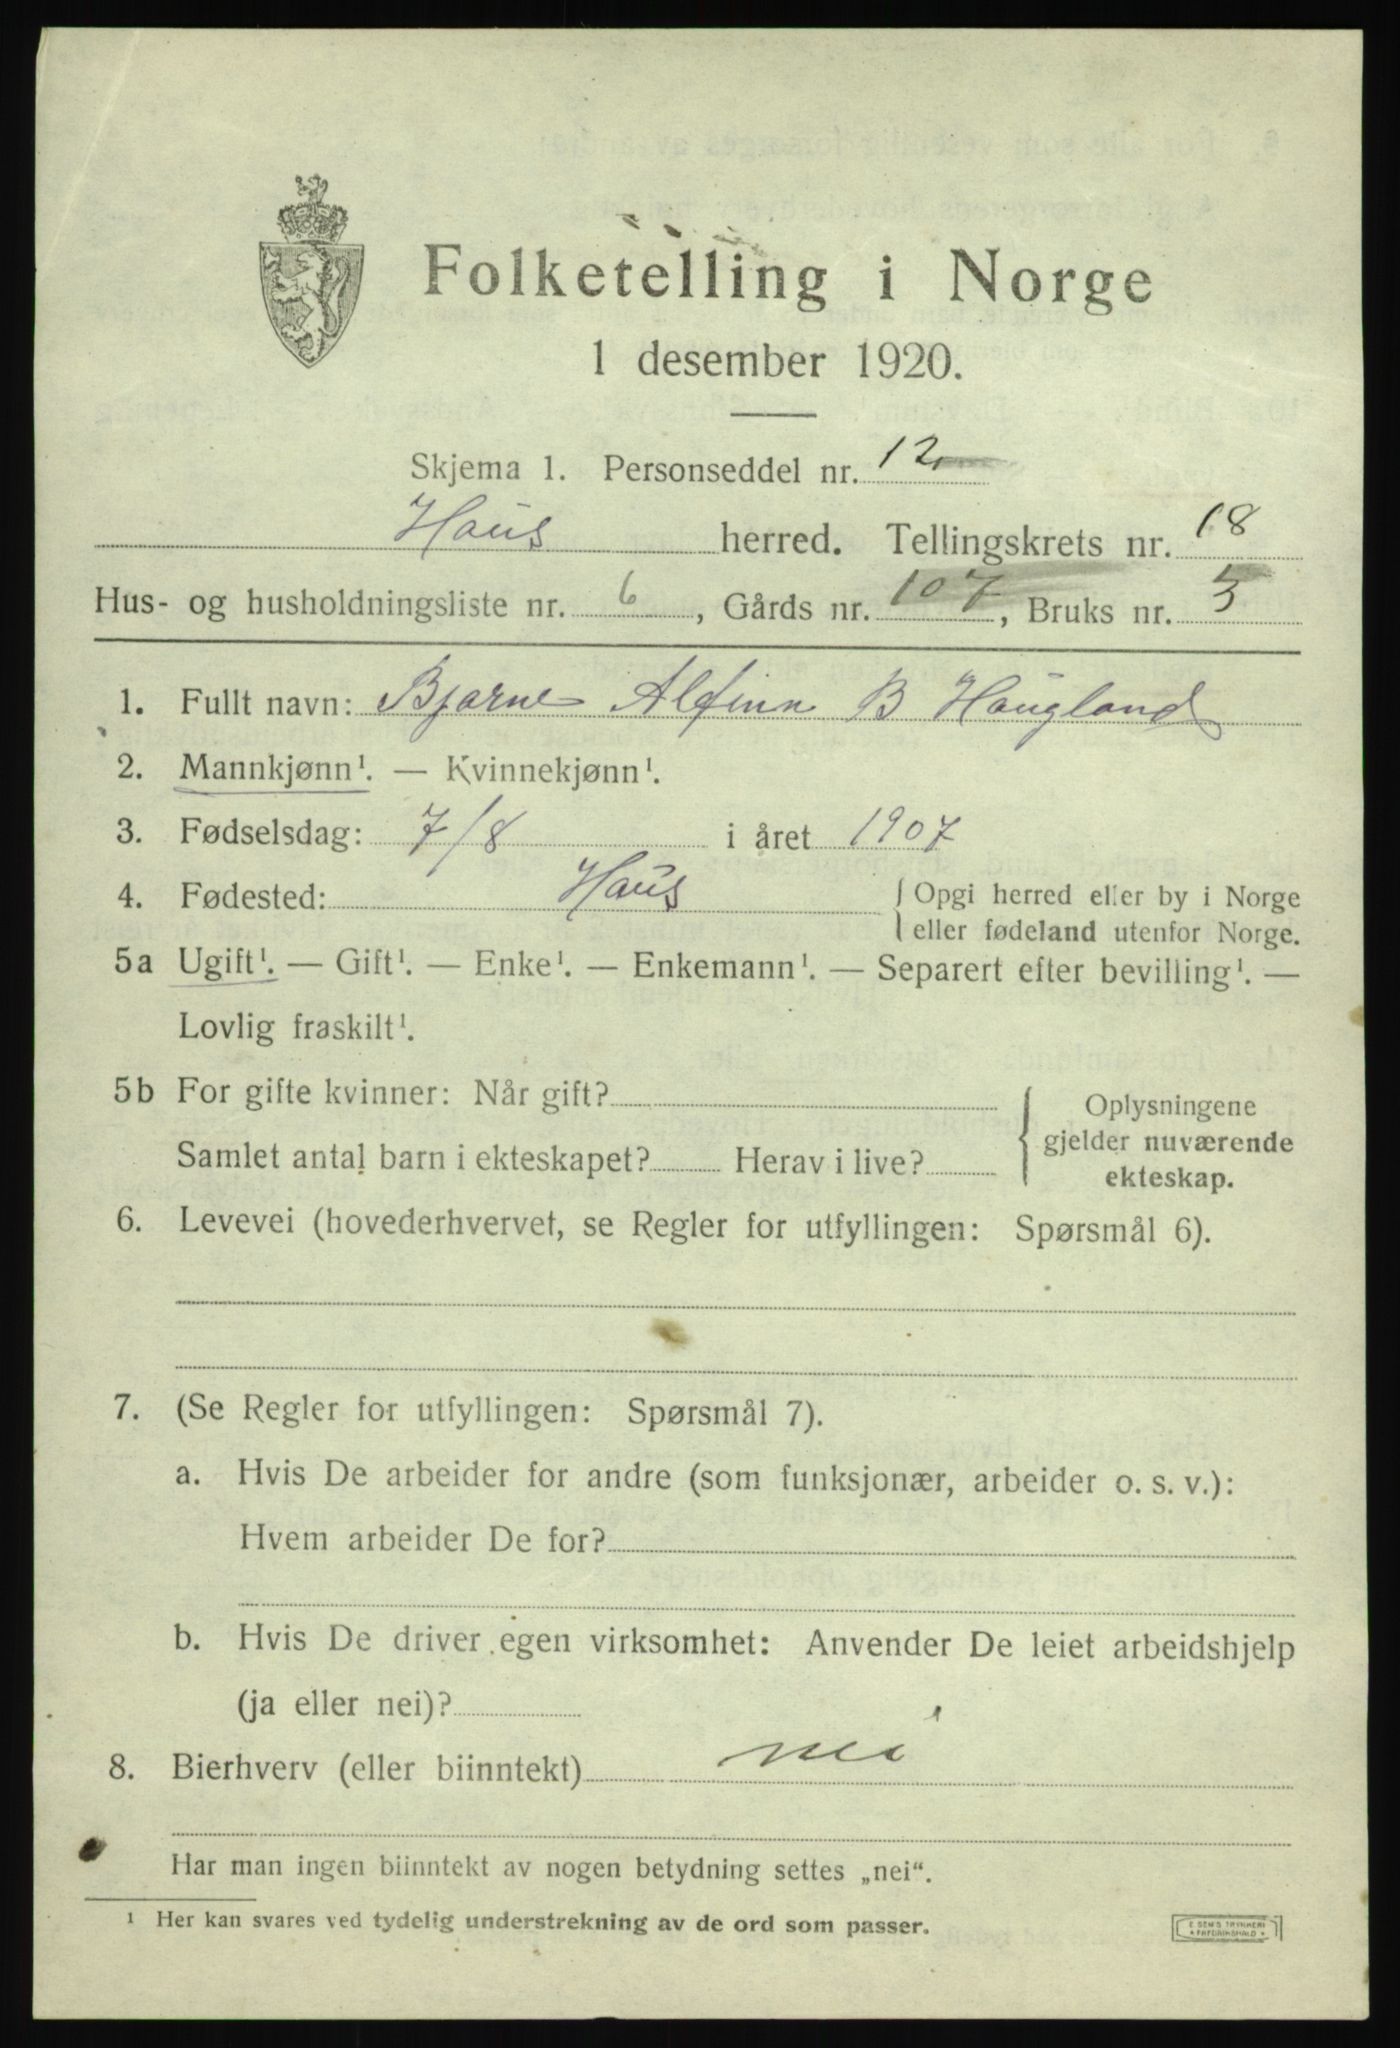 Folketelling i Norge
1 desember 1920.
Skjema 1. Personseddel nr. 12
Haus herred. Tellingskrets nr. 18
Hus- og husholdningsliste nr. 6, Gårds nr. 107, Bruks nr. 5
1. Fullt navn: Bjarne Alfinn B Haugland
2. Mannkjønn¹. — Kvinnekjønn¹.
3. Fødselsdag: 7/8 i året 1907
4. Fødested: Haus { Opgi herred eller by i Norge
eller fødeland utenfor Norge.
5a Ugift¹. — Gift¹. — Enke¹. — Enkemann¹. — Separert efter bevilling¹. —
Lovlig fraskilt¹.
5b For gifte kvinner: Når gift?
Samlet antal barn i ekteskapet? Herav i live?
{ Oplysningene
gjelder nuværende
ekteskap.
6. Levevei (hovederhvervet, se Regler for utfyllingen: Spørsmål 6).
7. (Se Regler for utfyllingen: Spørsmål 7).
a. Hvis De arbeider for andre (som funksjonær, arbeider o. s. v.):
Hvem arbeider De for?
b. Hvis De driver egen virksomhet: Anvender De leiet arbeidshjelp
(ja eller nei)?
8. Bierhverv (eller biinntekt) nei
Har man ingen biinntekt av nogen betydning settes „nei“.
¹ Her kan svares ved tydelig understrekning av de ord som passer.
E. SEM'S TRYKKERI
* FREDRIKSHALD *